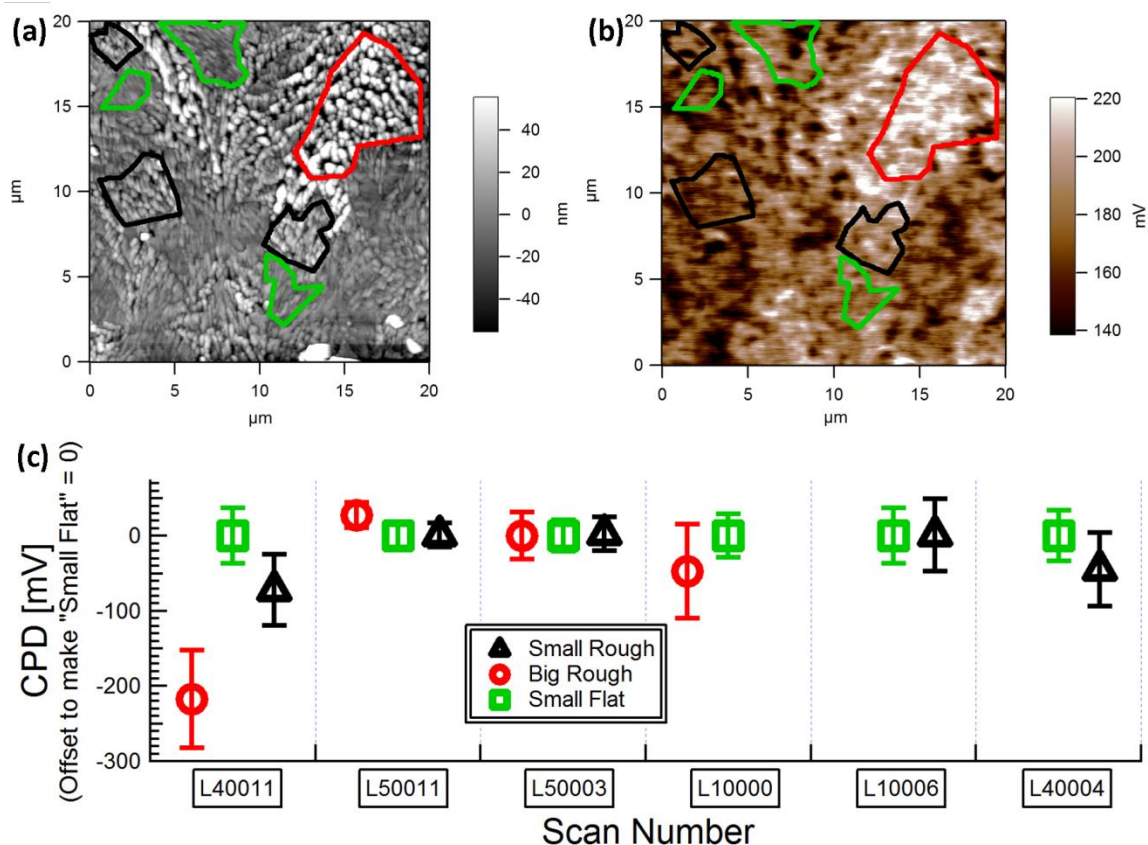 (a)
20
15
10
5
0
µm
0 5 10 15 20
µm
40
20
0
-20
-40
nm
(b)
20
15
10
5
0
µm
0 5 10 15 20
µm
220
200
180
160
140
mV
(c)
CPD [mV]
(Offset to make "Small Flat" = 0)
0
-100
-200
-300
Small Rough
Big Rough
Small Flat
L40011 L50011 L50003 L10000 L10006 L40004
Scan Number